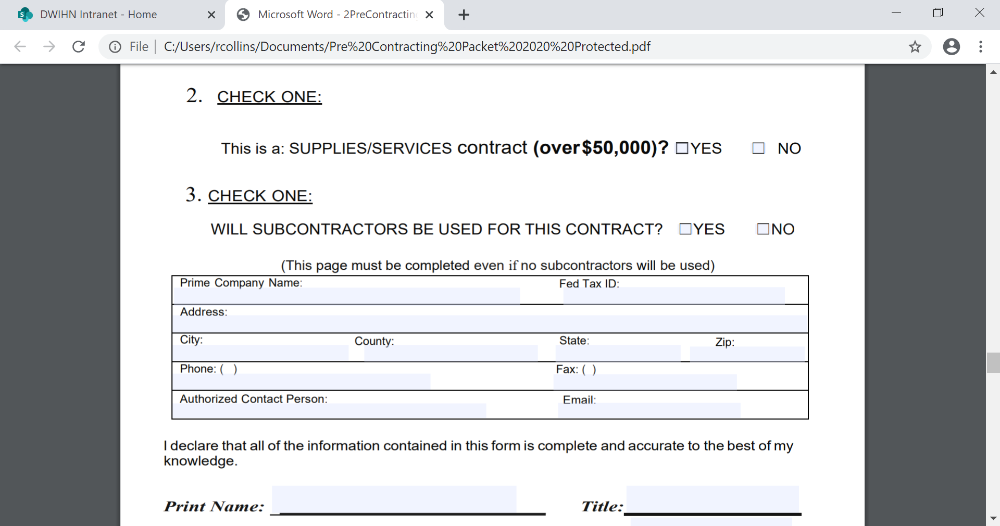 DWIHN Intranet - Home
Microsoft Word - 2PreContractin
File
C:/Users/rcollins/Documents/Pre%20Contracting%20Packet%202020%20Protected.pdf
2. CHECK ONE:
This is a: SUPPLIES/SERVICES contract (over $50,000)? YES NO
3. CHECK ONE:
WILL SUBCONTRACTORS BE USED FOR THIS CONTRACT? YES NO
(This page must be completed even if no subcontractors will be used)
Prime Company Name: Fed Tax ID:
Address:
City: County: State: Zip:
Phone: ( ) Fax: ( )
Authorized Contact Person: Email:
I declare that all of the information contained in this form is complete and accurate to the best of my
knowledge.
Print Name: Title: